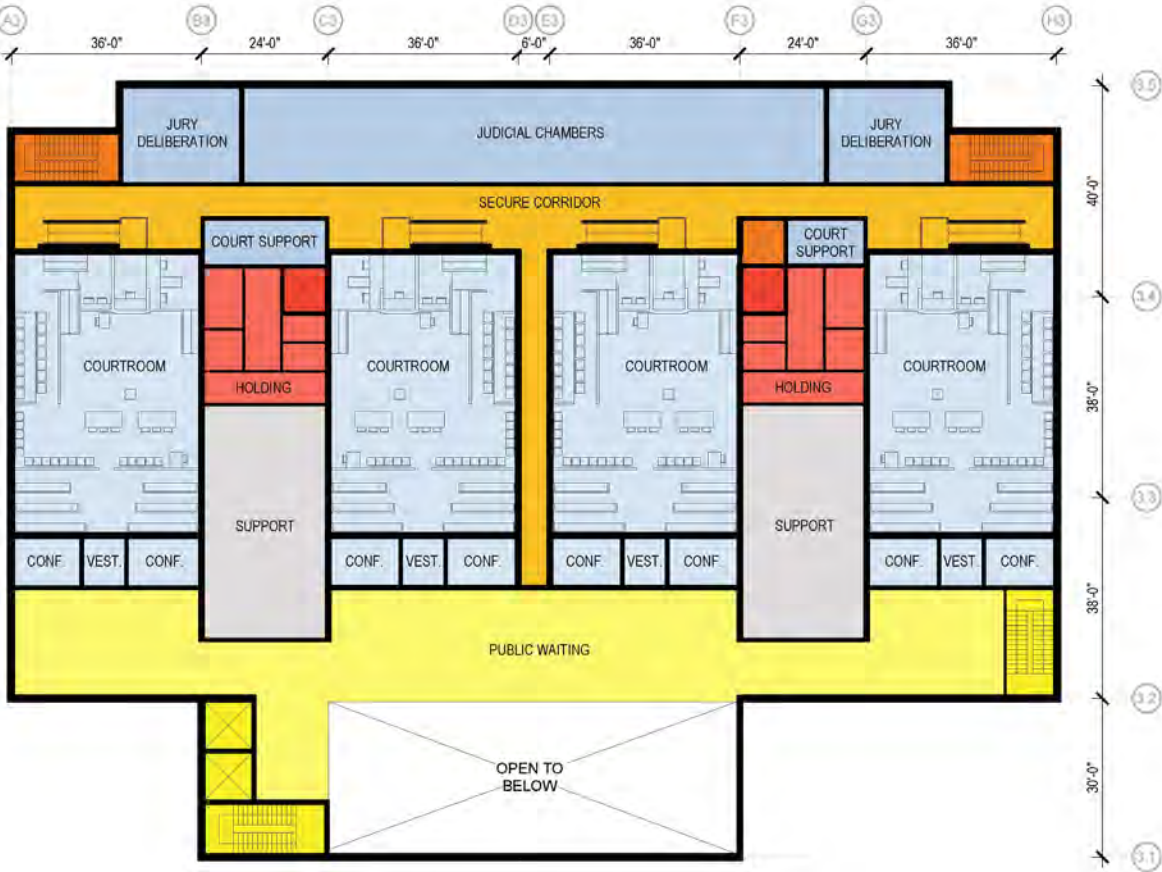 A3 B3 C3 D3 E3 F3 G3 H3
36'-0" 24'-0" 36'-0" 6'-0" 36'-0" 24'-0" 36'-0"
3.5
JURY
DELIBERATION
JUDICIAL CHAMBERS
JURY
DELIBERATION
40'-0"
SECURE CORRIDOR
COURT SUPPORT
COURT
SUPPORT
3.4
COURTROOM
COURTROOM
COURTROOM
COURTROOM
HOLDING
HOLDING
38'-0"
3.3
SUPPORT
SUPPORT
CONF. VEST. CONF.
CONF. VEST. CONF.
CONF. VEST. CONF.
CONF. VEST. CONF.
38'-0"
PUBLIC WAITING
3.2
OPEN TO
BELOW
30'-0"
3.1